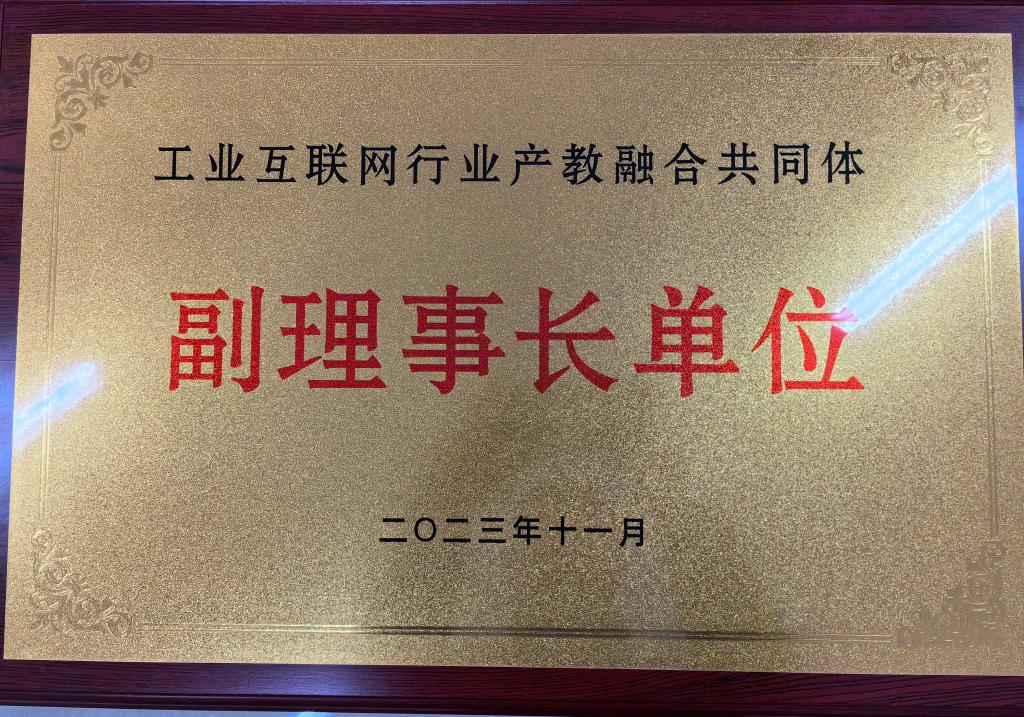 工业互联网行业产教融合共同体
副理事长单位
二〇二三年十一月